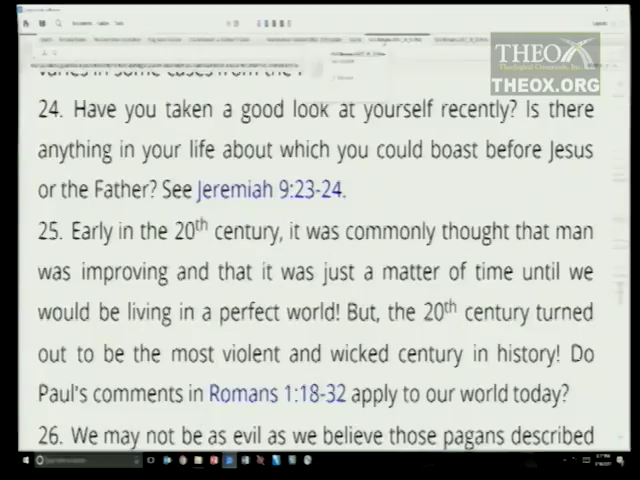 THEOX
THEOX.ORG
24. Have you taken a good look at yourself recently? Is there
anything in your life about which you could boast before Jesus
or the Father? See Jeremiah 9:23-24.
25. Early in the 20th century, it was commonly thought that man
was improving and that it was just a matter of time until we
would be living in a perfect world! But, the 20th century turned
out to be the most violent and wicked century in history! Do
Paul's comments in Romans 1:18-32 apply to our world today?
26. We may not be as evil as we believe those pagans described